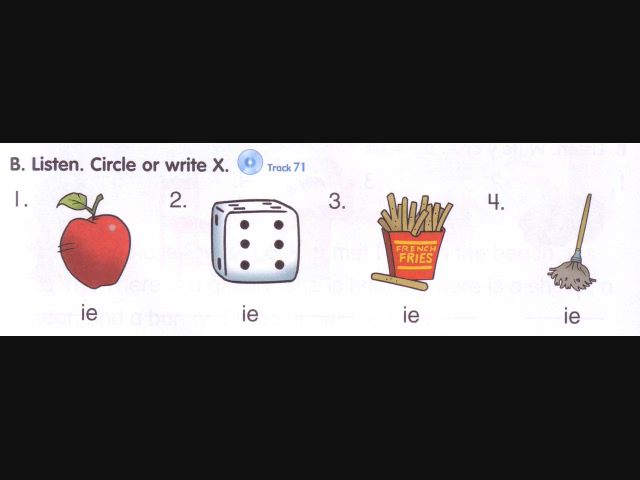 B. Listen. Circle or write X. Track 71
1. 2. 3. 4.
FRENCH
FRIES
ie ie ie ie